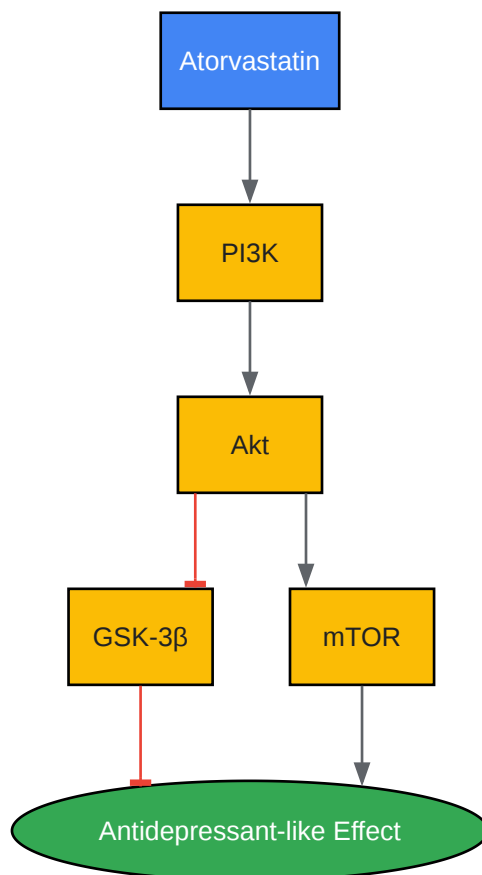 Atorvastatin
PI3K
Akt
GSK-3β
mTOR
Antidepressant-like Effect